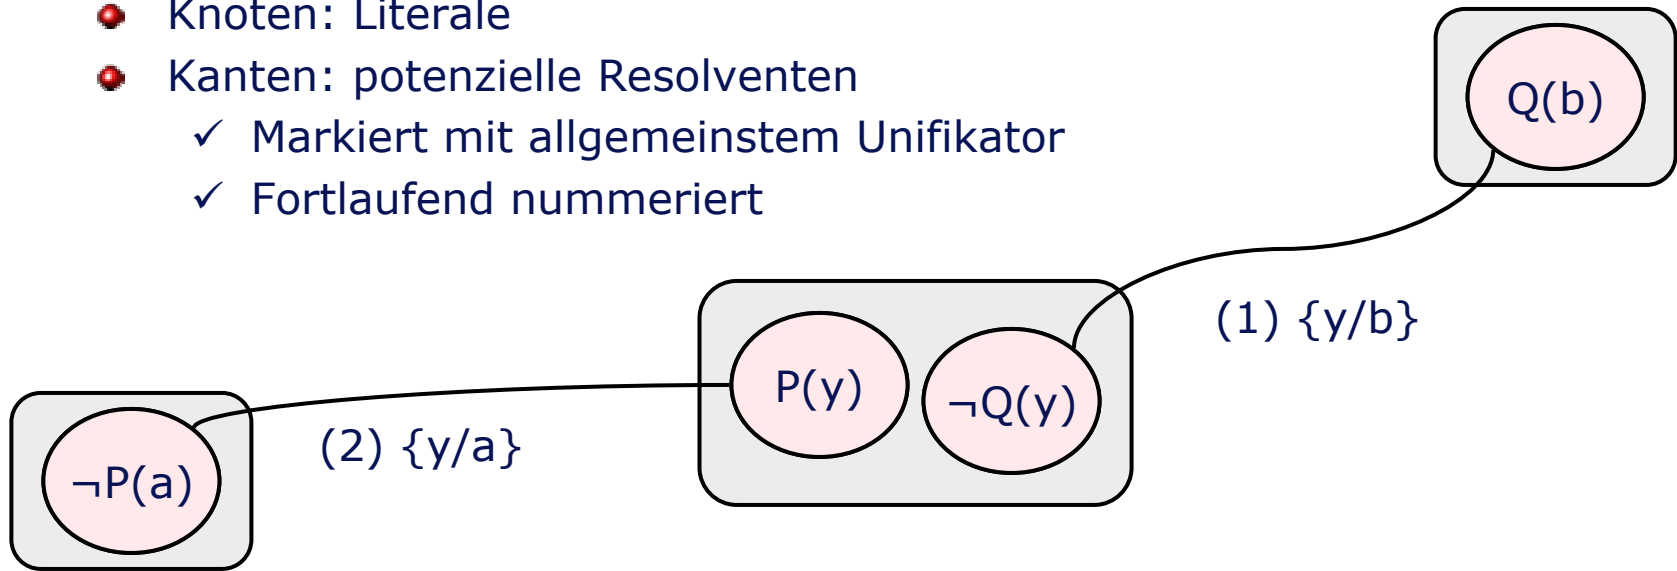 Knoten: Literale
Kanten: potenzielle Resolventen
✓ Markiert mit allgemeinstem Unifikator
✓ Fortlaufend nummeriert
Q(b)
(1) {y/b}
P(y)
¬Q(y)
(2) {y/a}
¬P(a)